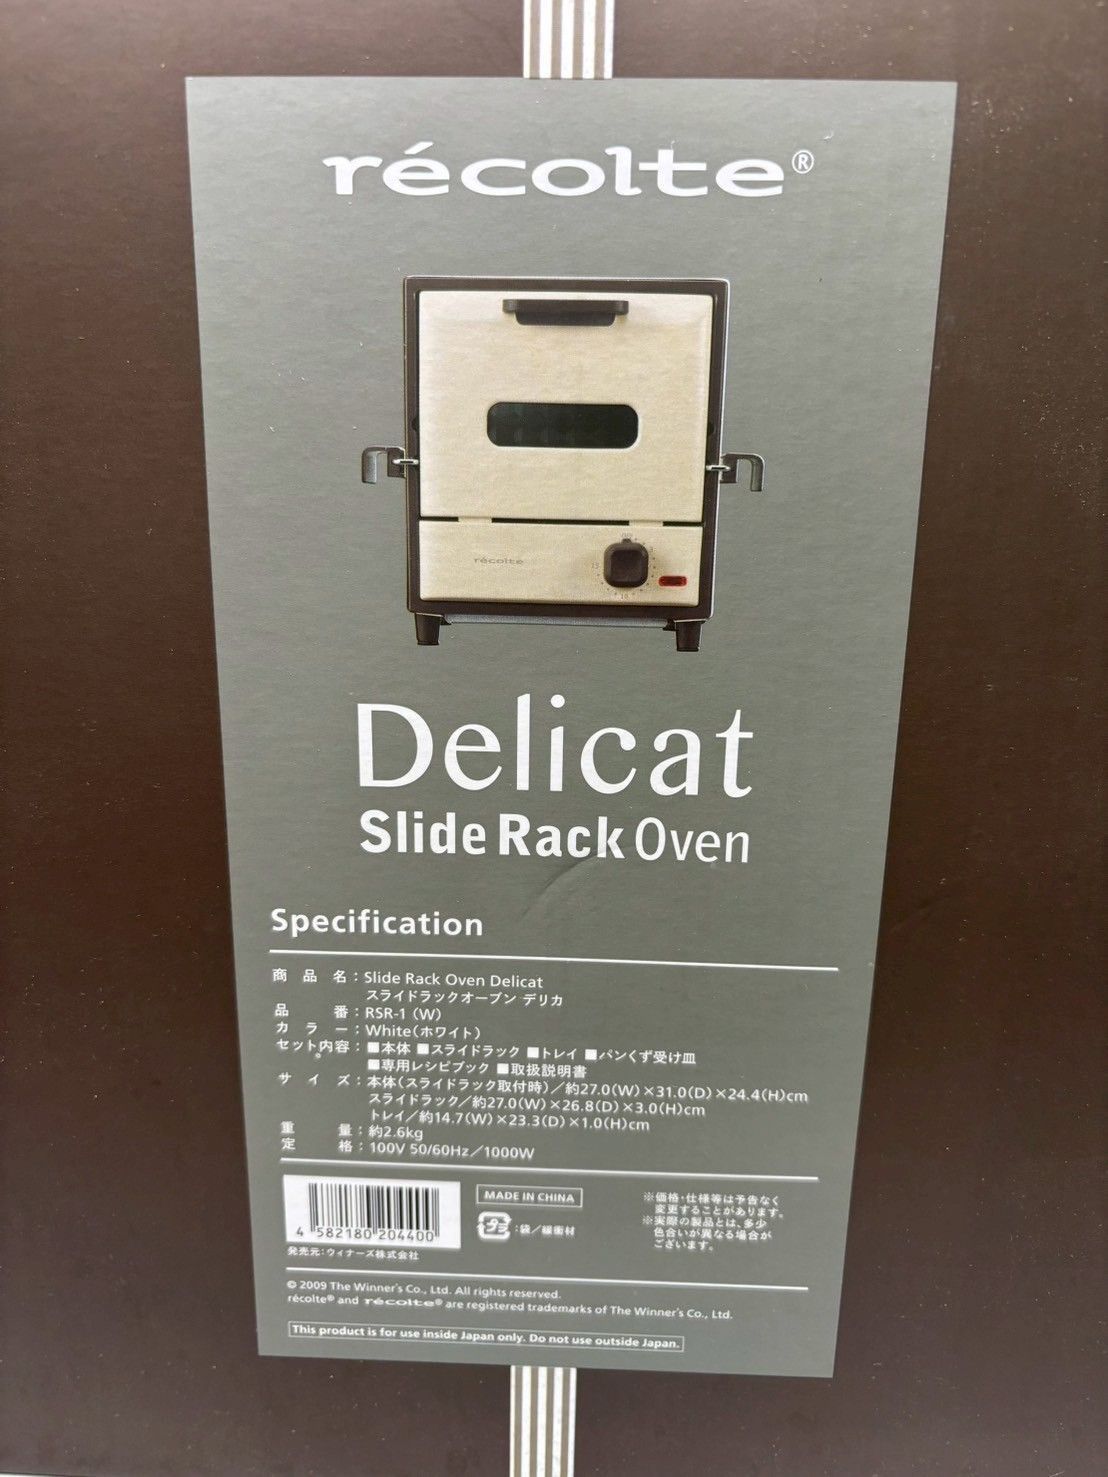 récolte®
récolte
15
10
Delicat
Slide Rack Oven
Specification
商品名：Slide Rack Oven Delicat
スライドラックオーブン デリカ
品番：RSR-1 (W)
カラー：White(ホワイト)
セット内容：■本体 ■スライドラック ■トレイ ■パンくず受け皿
■専用レシピブック ■取扱説明書
サイズ：本体(スライドラック取付時)／約27.0(W)×31.0(D)×24.4(H)cm
スライドラック／約27.0(W)×26.8(D)×3.0(H)cm
トレイ／約14.7(W)×23.3(D)×1.0(H)cm
重量：約2.6kg
定格：100V 50/60Hz／1000W
4 582180 204400
発売元：ウィナーズ株式会社
MADE IN CHINA
プラ：袋／緩衝材
※価格・仕様等は予告なく
変更することがあります。
※実際の製品とは、多少
色合いが異なる場合が
ございます。
© 2009 The Winner's Co., Ltd. All rights reserved.
récolte® and récolte® are registered trademarks of The Winner's Co., Ltd.
This product is for use inside Japan only. Do not use outside Japan.